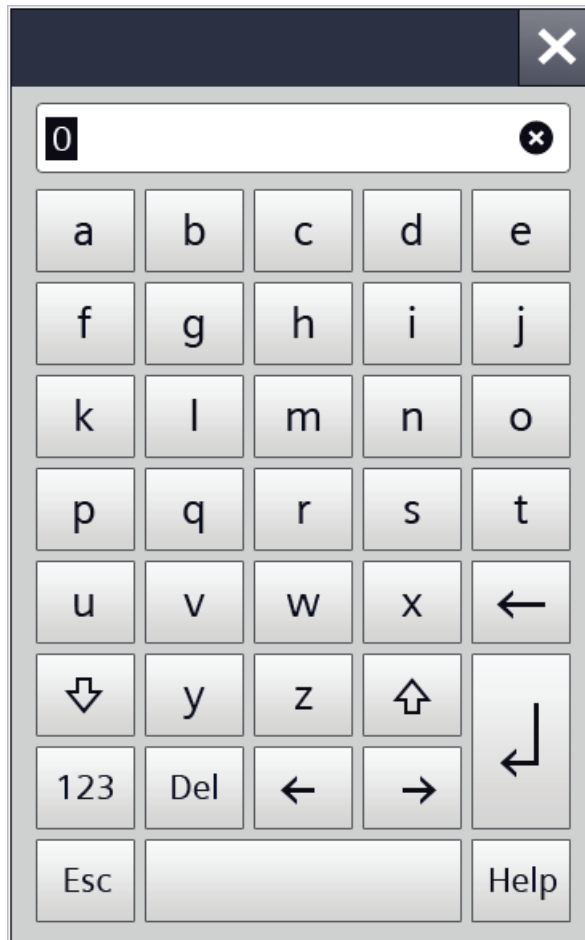 0
a b c d e
f g h i j
k l m n o
p q r s t
u v w x ←
y z
123 Del ← →
Esc Help